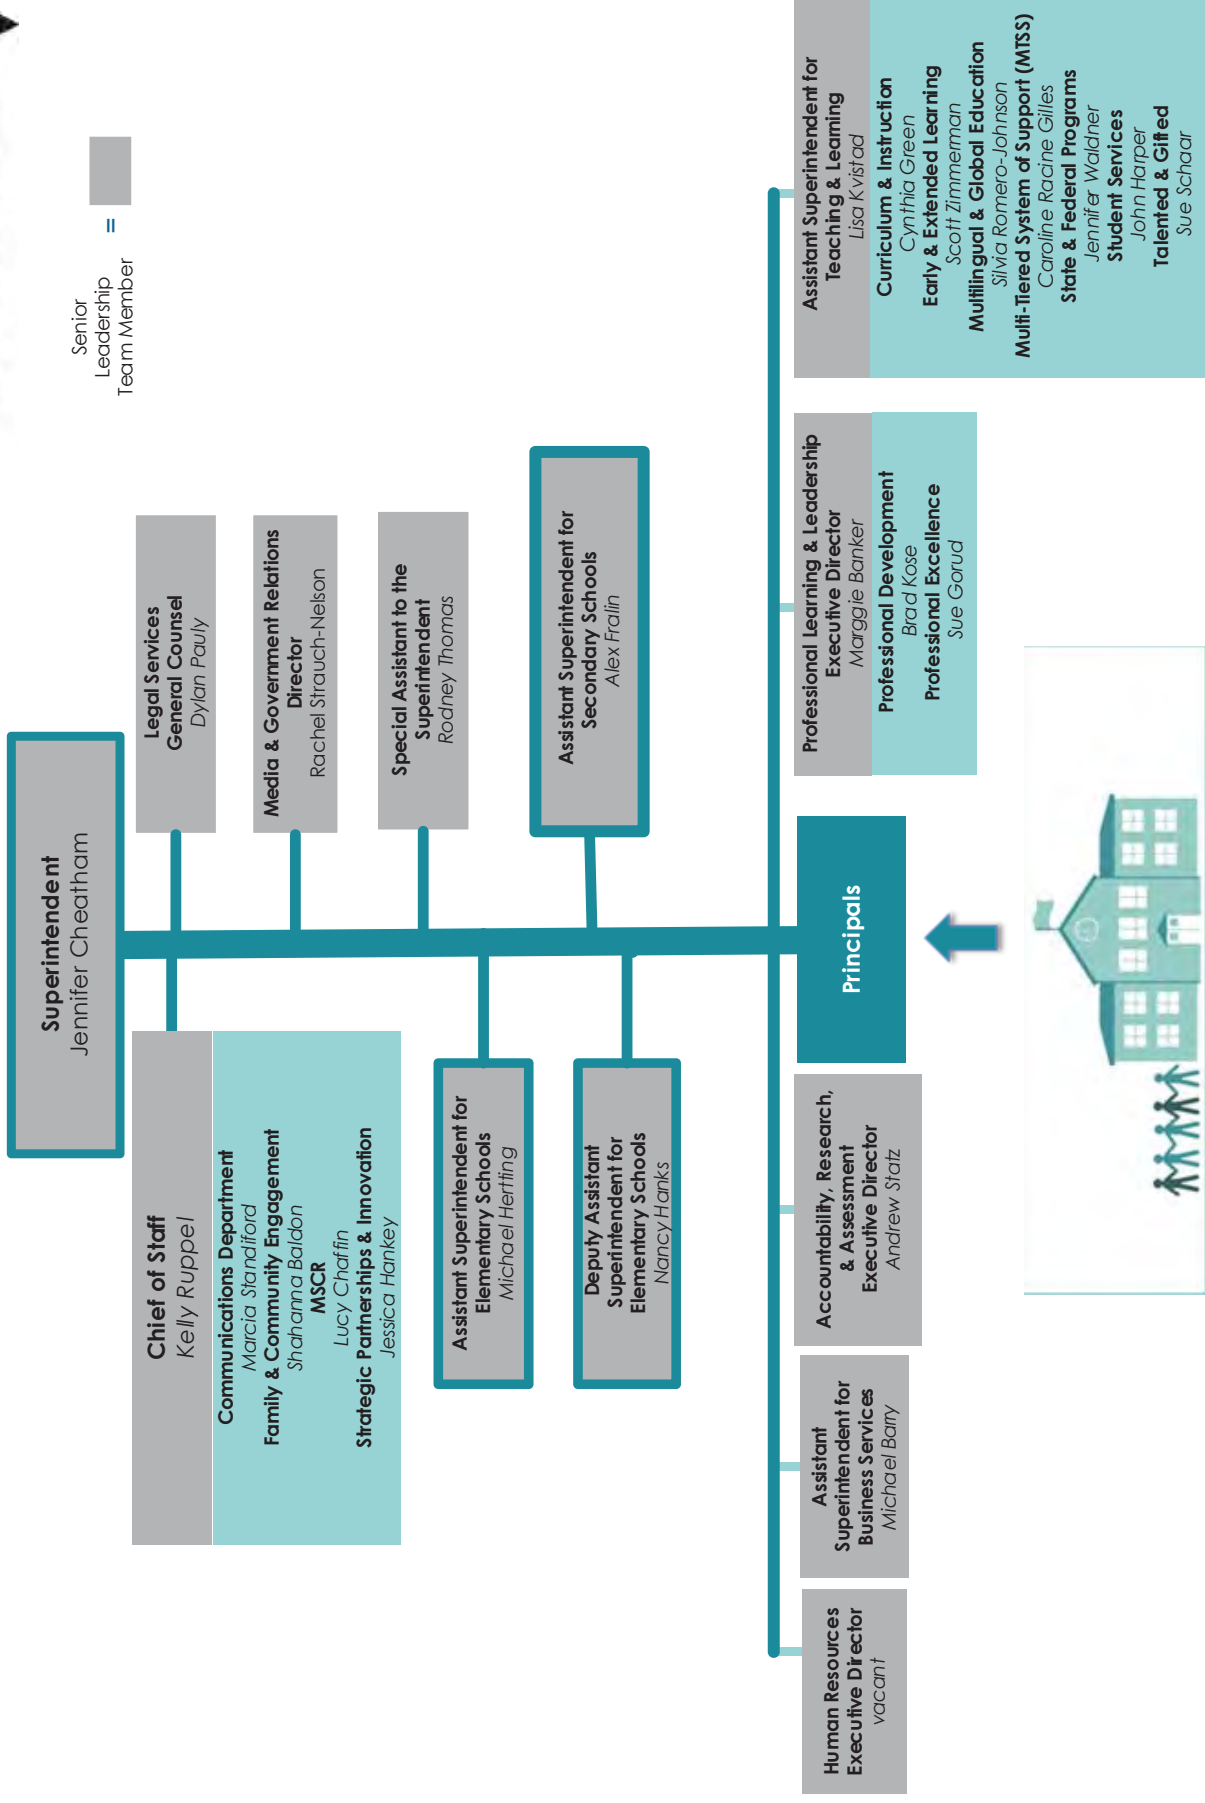 Superintendent
Jennifer Cheatham
Senior
Leadership
Team Member
=
Chief of Staff
Kelly Ruppel
Communications Department
Marcia Standiford
Family & Community Engagement
Shahanna Baldon
MSCR
Lucy Chaffin
Strategic Partnerships & Innovation
Jessica Hankey
Legal Services
General Counsel
Dylan Pauly
Media & Government Relations
Director
Rachel Strauch-Nelson
Special Assistant to the
Superintendent
Rodney Thomas
Assistant Superintendent for
Elementary Schools
Michael Hertting
Assistant Superintendent for
Secondary Schools
Alex Fralin
Deputy Assistant
Superintendent for
Elementary Schools
Nancy Hanks
Human Resources
Executive Director
vacant
Assistant
Superintendent for
Business Services
Michael Barry
Accountability, Research,
& Assessment
Executive Director
Andrew Statz
Principals
Professional Learning & Leadership
Executive Director
Marggie Banker
Professional Development
Brad Kose
Professional Excellence
Sue Gorud
Assistant Superintendent for
Teaching & Learning
Lisa Kvistad
Curriculum & Instruction
Cynthia Green
Early & Extended Learning
Scott Zimmerman
Multilingual & Global Education
Silvia Romero-Johnson
Multi-Tiered System of Support (MTSS)
Caroline Racine Gilles
State & Federal Programs
Jennifer Waldner
Student Services
John Harper
Talented & Gifted
Sue Schaar